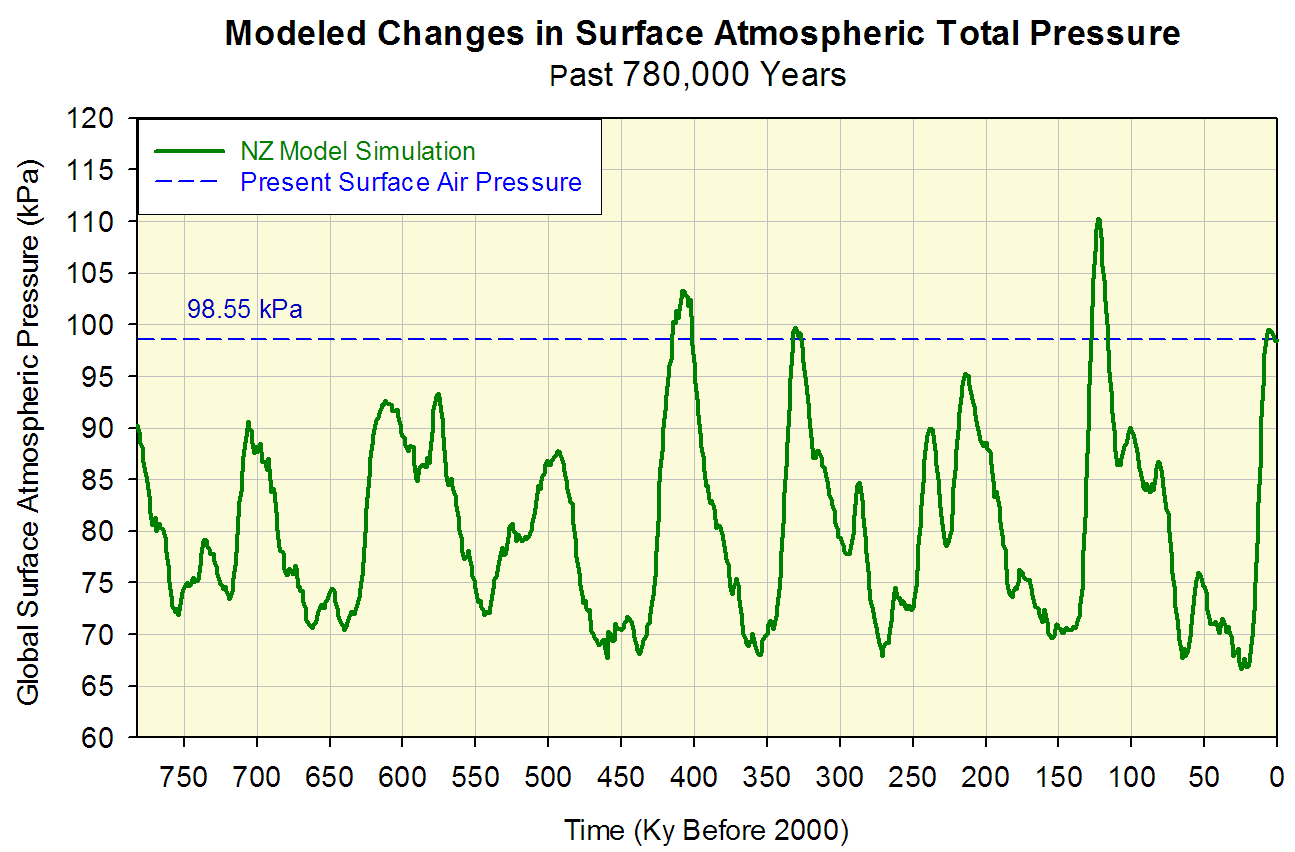 Modeled Changes in Surface Atmospheric Total Pressure
Past 780,000 Years
Global Surface Atmospheric Pressure (kPa)
120
115
110
105
100
95
90
85
80
75
70
65
60
NZ Model Simulation
Present Surface Air Pressure
98.55 kPa
750 700 650 600 550 500 450 400 350 300 250 200 150 100 50 0
Time (Ky Before 2000)